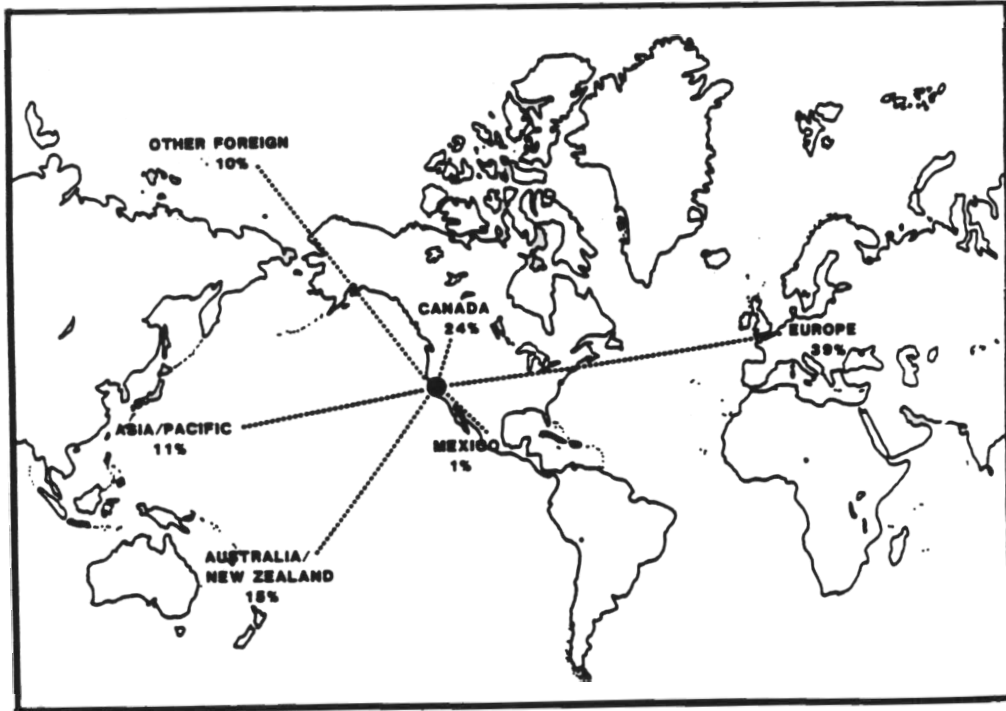 OTHER FOREIGN
10%
CANADA
24%
EUROPE
39%
ASIA/PACIFIC
11%
MEXICO
1%
AUSTRALIA/
NEW ZEALAND
15%